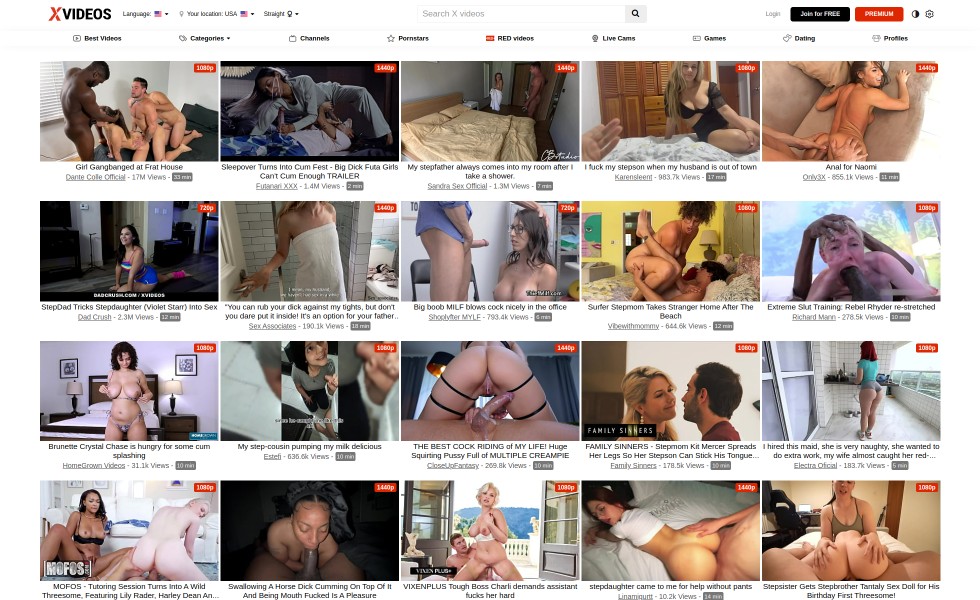 XVIDEOS
Language:
Your location: USA
Straight
Search X videos
Login
Join for FREE
PREMIUM
Best Videos
Categories
Channels
Pornstars
RED videos
Live Cams
Games
Dating
Profiles
1080p
1440p
1440p
1080p
1440p
CBstudio
Girl Gangbanged at Frat House
Dante Colle Official - 17M Views - 33 min
Sleepover Turns Into Cum Fest - Big Dick Futa Girls
Can't Cum Enough TRAILER
Futanari XXX - 1.4M Views - 2 min
My stepfather always comes into my room after I
take a shower.
Sandra Sex Official - 1.3M Views - 7 min
I fuck my stepson when my husband is out of town
Karensleent - 983.7k Views - 17 min
Anal for Naomi
Only3X - 855.1k Views - 11 min
720p
1440p
720p
1080p
1080p
DADCRUSH.COM / XVIDEOS
StepDad Tricks Stepdaughter (Violet Starr) Into Sex
Dad Crush - 2.3M Views - 12 min
"You can rub your dick against my tights, but don't
you dare put it inside! It's an option for your father..
Sex Associates - 190.1k Views - 18 min
Big boob MILF blows cock nicely in the office
Shoplyfter MYLF - 793.4k Views - 6 min
Surfer Stepmom Takes Stranger Home After The
Beach
Vibewithmommy - 644.6k Views - 12 min
Extreme Slut Training: Rebel Rhyder re-stretched
Richard Mann - 278.5k Views - 10 min
1080p
1080p
1440p
1080p
1080p
HOMEGROWN
FAMILY SINNERS
Brunette Crystal Chase is hungry for some cum
splashing
HomeGrown Videos - 31.1k Views - 10 min
My step-cousin pumping my milk delicious
Estefi - 636.6k Views - 10 min
THE BEST COCK RIDING of MY LIFE! Huge
Squirting Pussy Full of MULTIPLE CREAMPIE
CloseUpFantasy - 269.8k Views - 10 min
FAMILY SINNERS - Stepmom Kit Mercer Spreads
Her Legs So Her Stepson Can Stick His Tongue...
Family Sinners - 178.5k Views - 10 min
I hired this maid, she is very naughty, she wanted to
do extra work, my wife almost caught her red-...
Electra Oficial - 183.7k Views - 5 min
1080p
1440p
1080p
1440p
1080p
MOFOS
VIXEN PLUS+
MOFOS - Tutoring Session Turns Into A Wild
Threesome, Featuring Lily Rader, Harley Dean An...
Swallowing A Horse Dick Cumming On Top Of It
And Being Mouth Fucked Is A Pleasure
VIXENPLUS Tough Boss Charli demands assistant
fucks her hard
stepdaughter came to me for help without pants
Linamigurtt - 10.2k Views - 14 min
Stepsister Gets Stepbrother Tantaly Sex Doll for His
Birthday First Threesome!